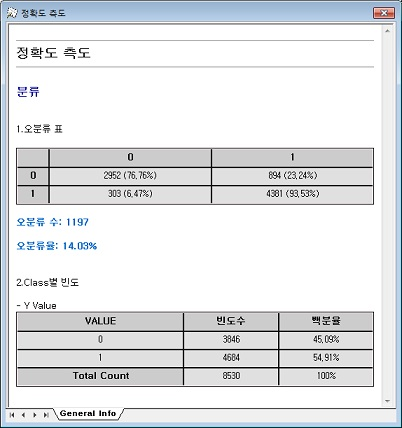 정확도 측도
정확도 측도
분류
1.오분류 표
0 1
0 2952 (76,76%) 894 (23,24%)
1 303 (6,47%) 4381 (93,53%)
오분류 수: 1197
오분류율: 14.03%
2.Class별 빈도
- Y Value
VALUE 빈도수 백분율
0 3846 45,09%
1 4684 54,91%
Total Count 8530 100%
General Info